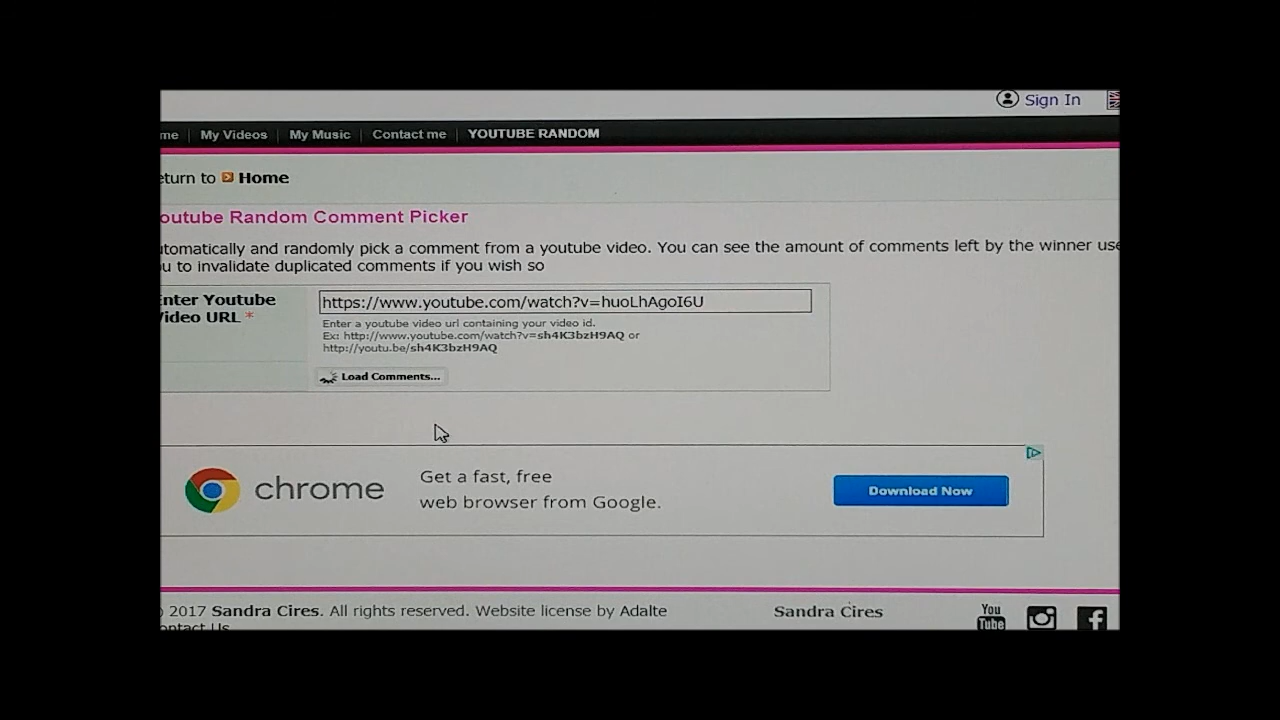 Sign In
me My Videos My Music Contact me YOUTUBE RANDOM
eturn to Home
outube Random Comment Picker
utomatically and randomly pick a comment from a youtube video. You can see the amount of comments left by the winner use
u to invalidate duplicated comments if you wish so
nter Youtube
Video URL *
https://www.youtube.com/watch?v=huoLhAgoI6U
Enter a youtube video url containing your video id.
Ex: http://www.youtube.com/watch?v=sh4K3bzH9AQ or
http://youtu.be/sh4K3bzH9AQ
Load Comments...
chrome
Get a fast, free
web browser from Google.
Download Now
2017 Sandra Cires. All rights reserved. Website license by Adalte
ontact Us
Sandra Cires
You
Tube